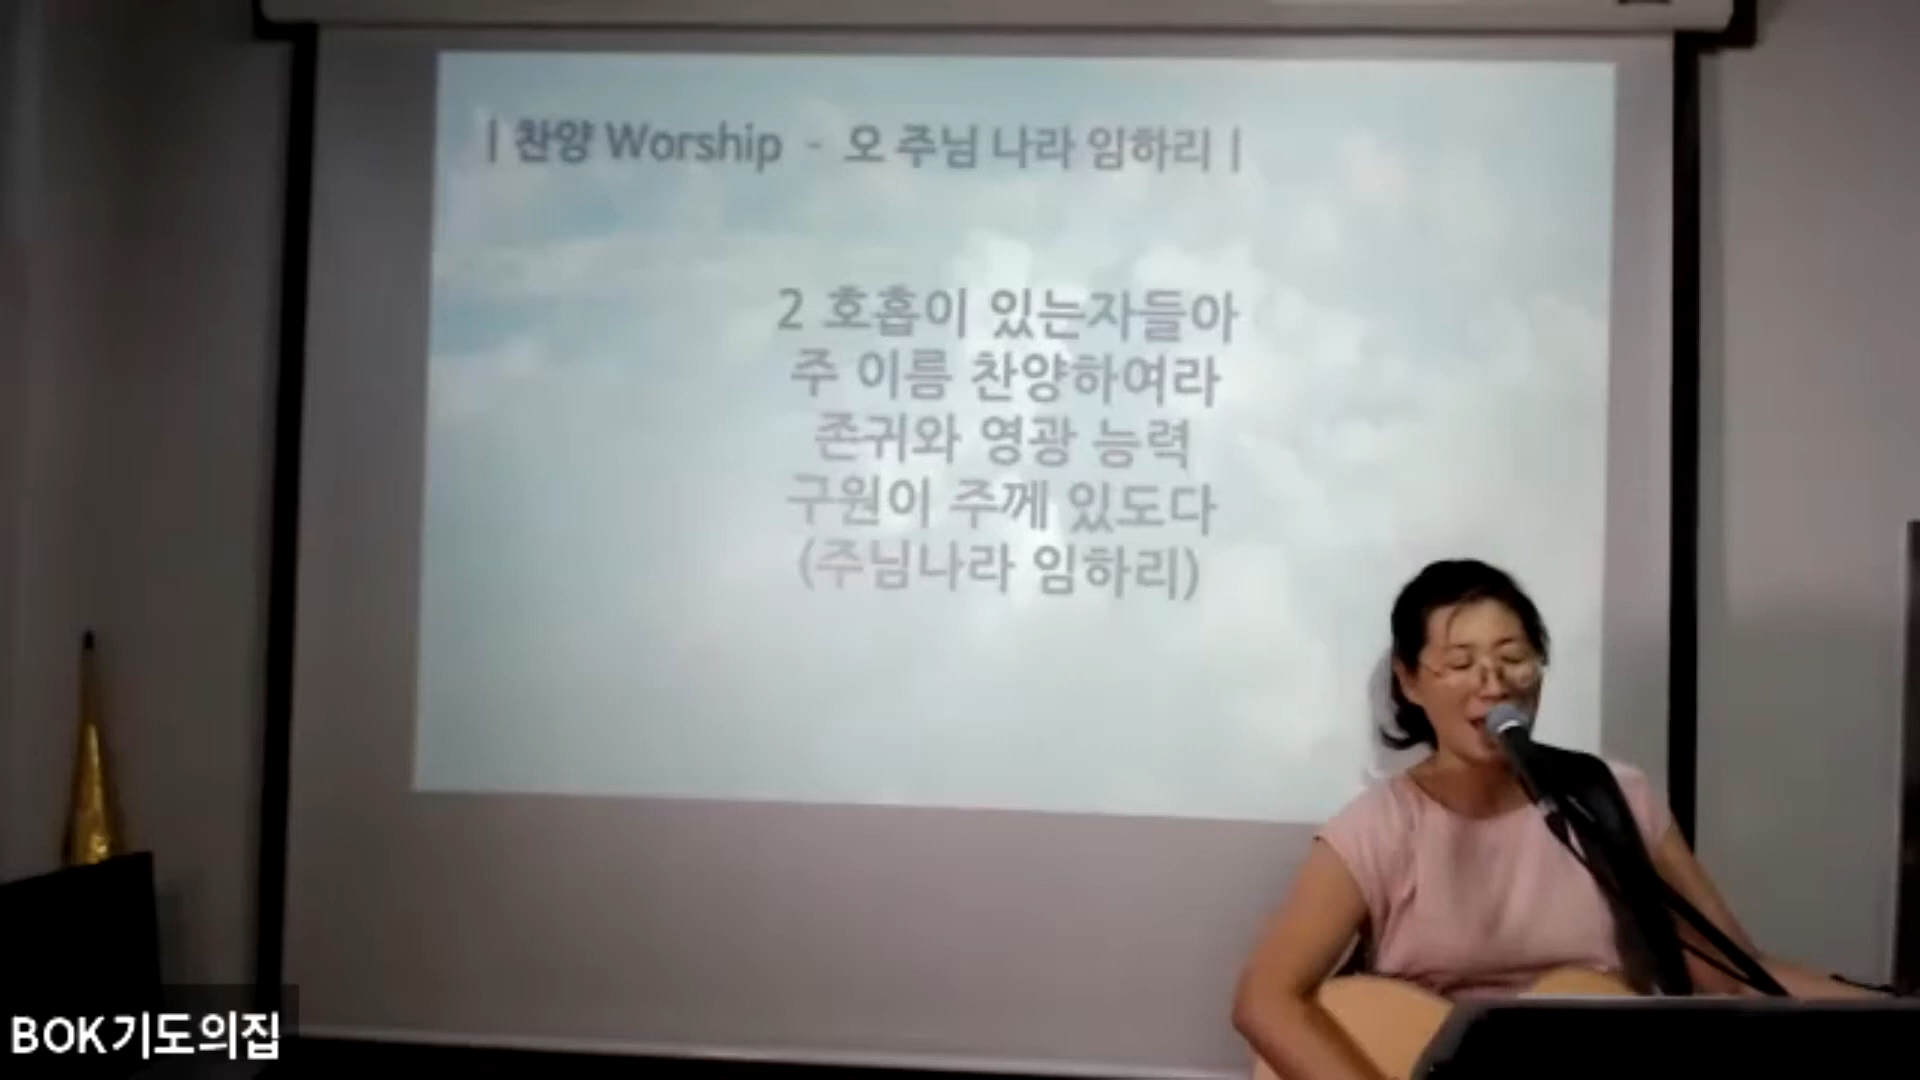 | 찬양 Worship - 오 주님 나라 임하리 |
2 호흡이 있는자들아
주 이름 찬양하여라
존귀와 영광 능력
구원이 주께 있도다
(주님나라 임하리)
BOK기도의집